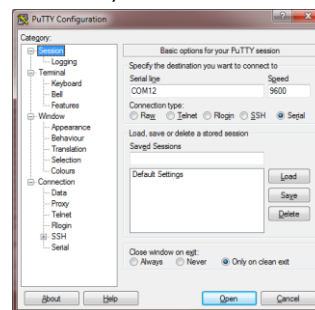 PuTTY Configuration
Category:
Session
Logging
Terminal
Keyboard
Bell
Features
Window
Appearance
Behaviour
Translation
Selection
Colours
Connection
Data
Proxy
Telnet
Rlogin
SSH
Serial
Basic options for your PuTTY session
Specify the destination you want to connect to
Serial line Speed
COM12 9600
Connection type:
Raw Telnet Rlogin SSH Serial
Load, save or delete a stored session
Saved Sessions
Default Settings
Load
Save
Delete
Close window on exit:
Always Never Only on clean exit
About Help Open Cancel